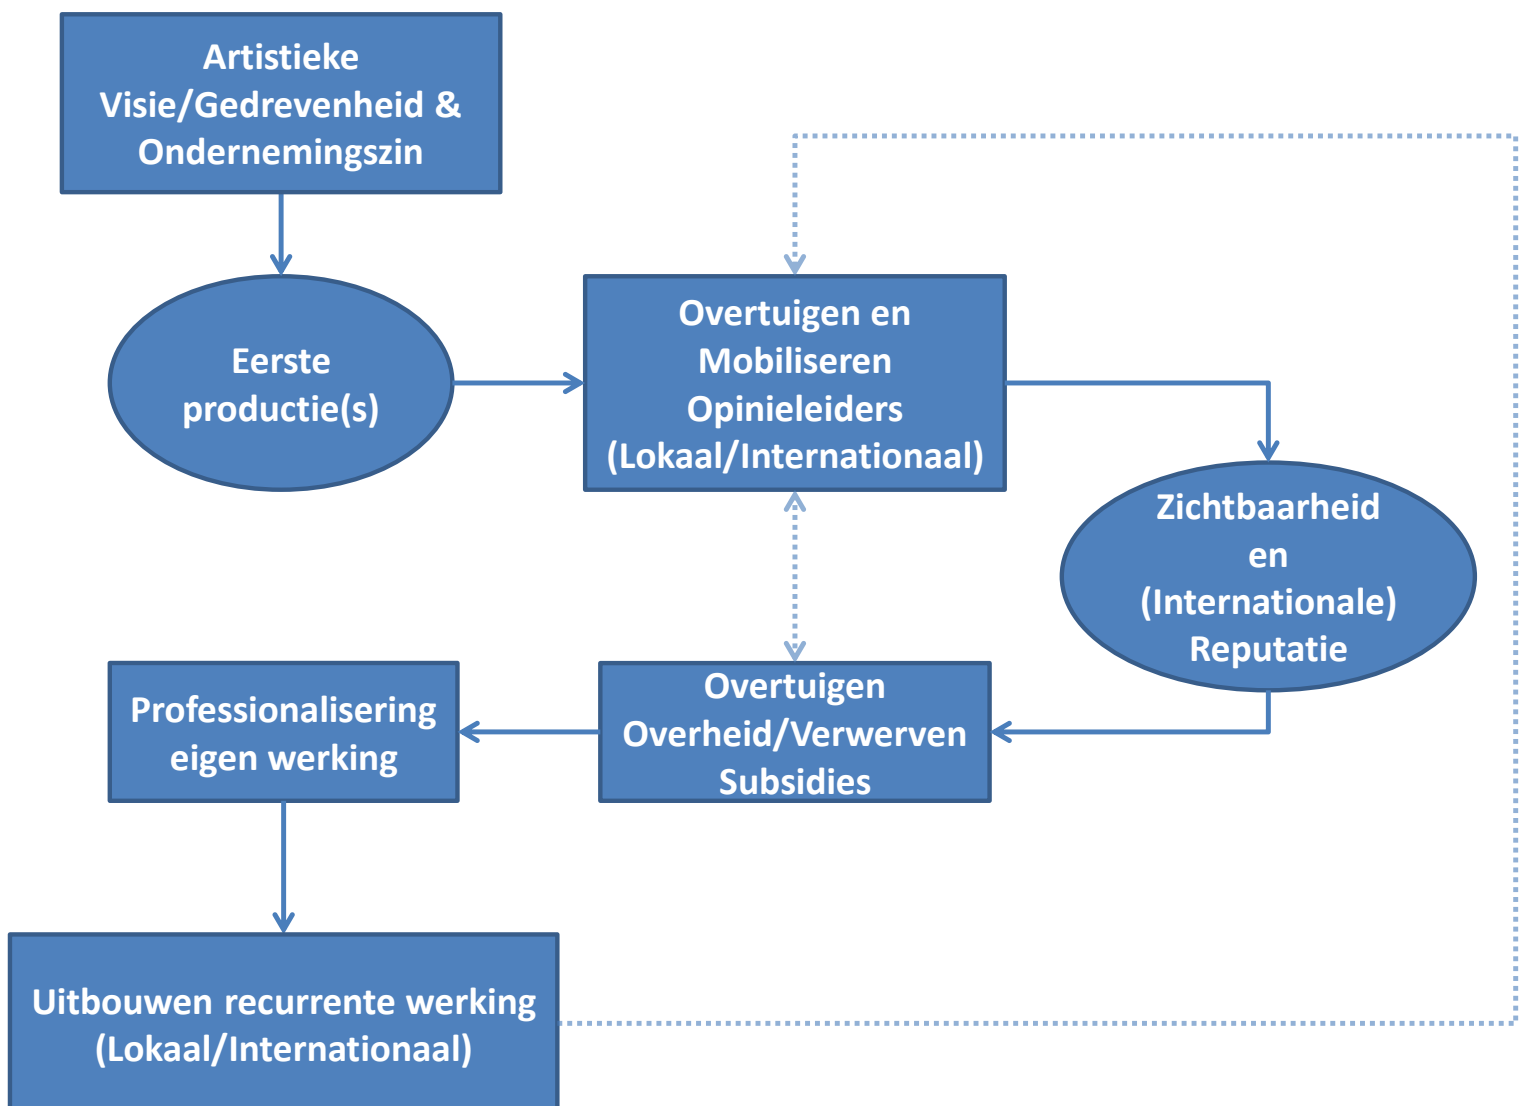 Artistieke
Visie/Gedrevenheid &
Ondernemingszin
Eerste
productie(s)
Overtuigen en
Mobiliseren
Opinieleiders
(Lokaal/Internationaal)
Zichtbaarheid
en
(Internationale)
Reputatie
Overtuigen
Overheid/Verwerven
Subsidies
Professionalisering
eigen werking
Uitbouwen recurrente werking
(Lokaal/Internationaal)